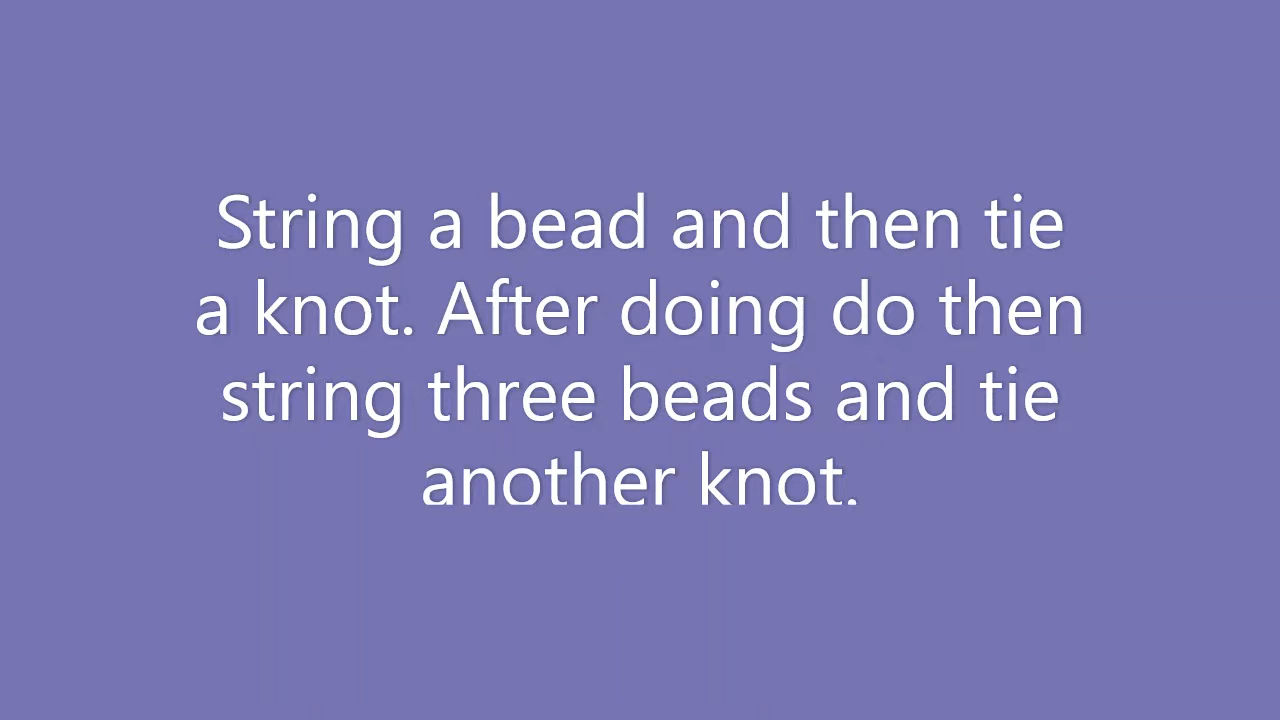 String a bead and then tie
a knot. After doing do then
string three beads and tie
another knot.